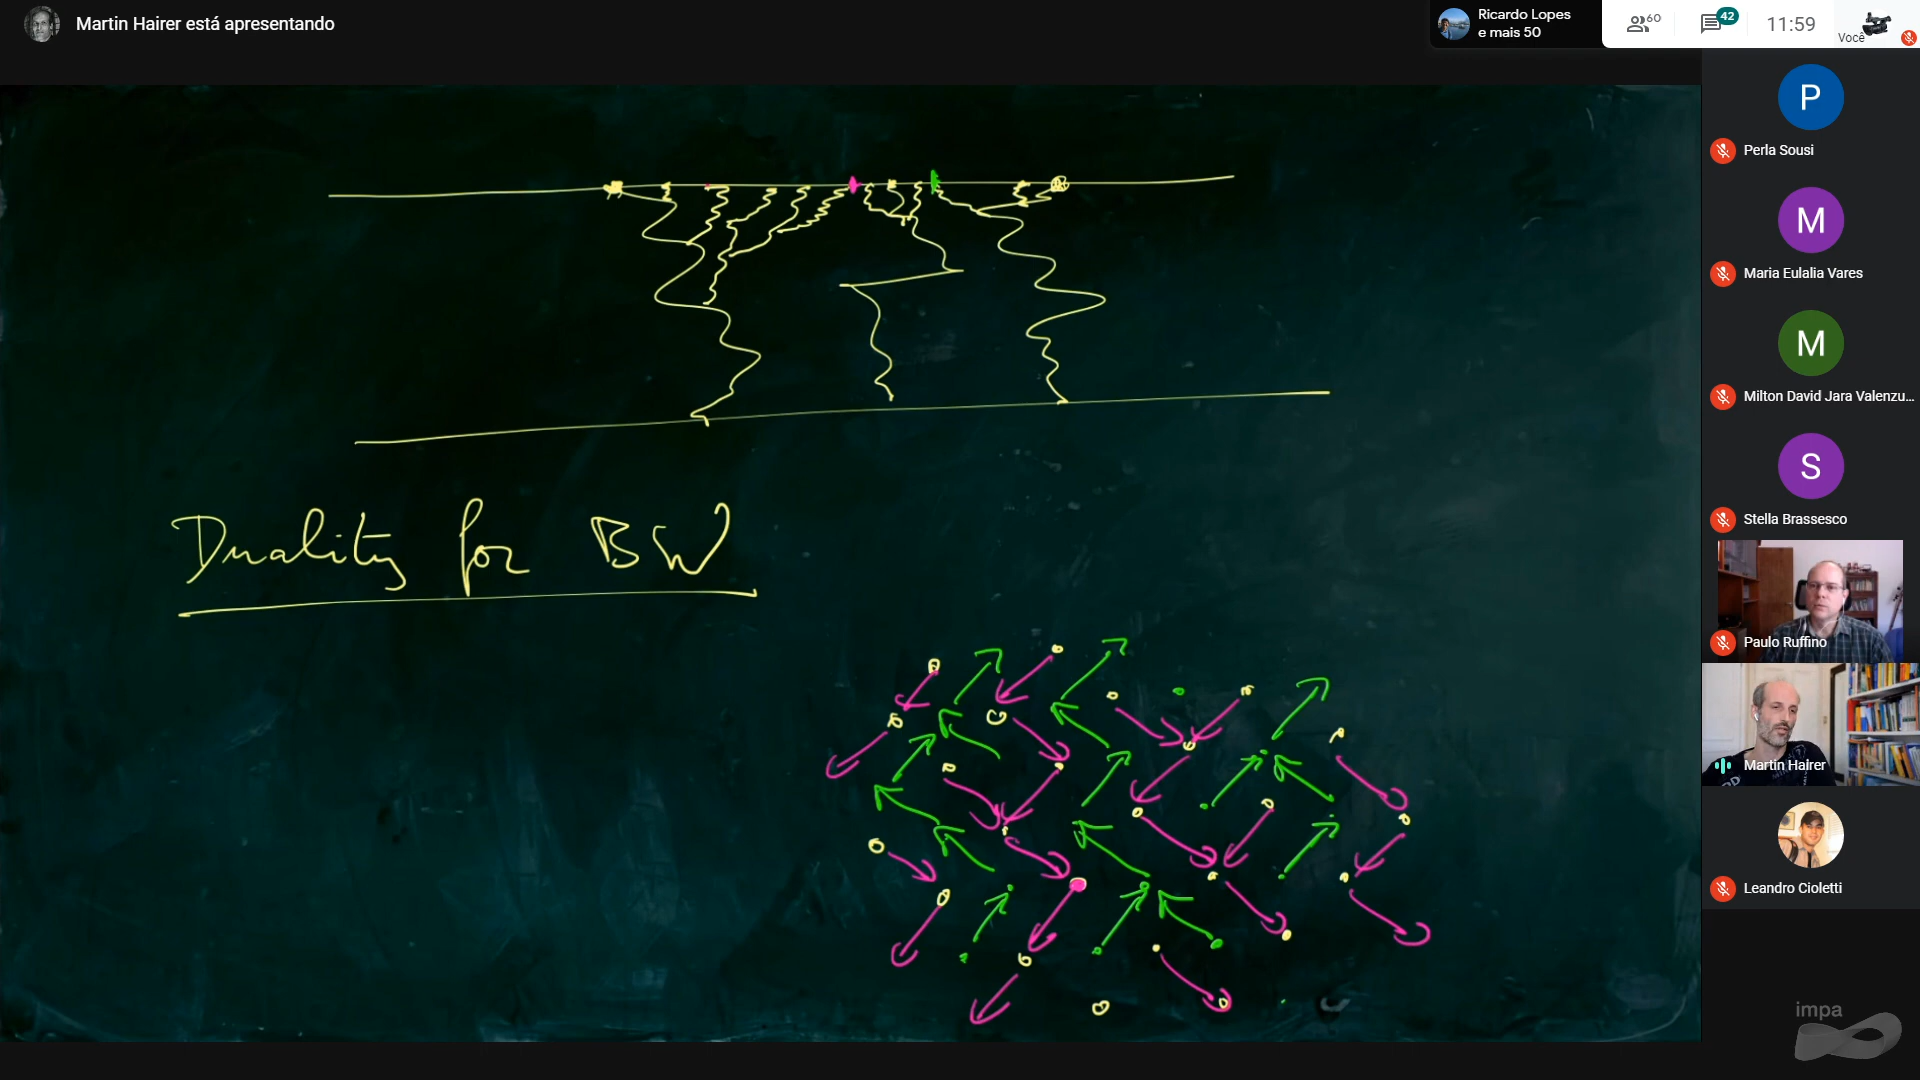 Martin Hairer está apresentando
Ricardo Lopes
e mais 50
60
42
11:59
Você
P
Perla Sousi
M
Maria Eulalia Vares
M
Milton David Jara Valenzu...
S
Stella Brassesco
Duality for BW
Paulo Ruffino
Martin Hairer
Leandro Cioletti
impa